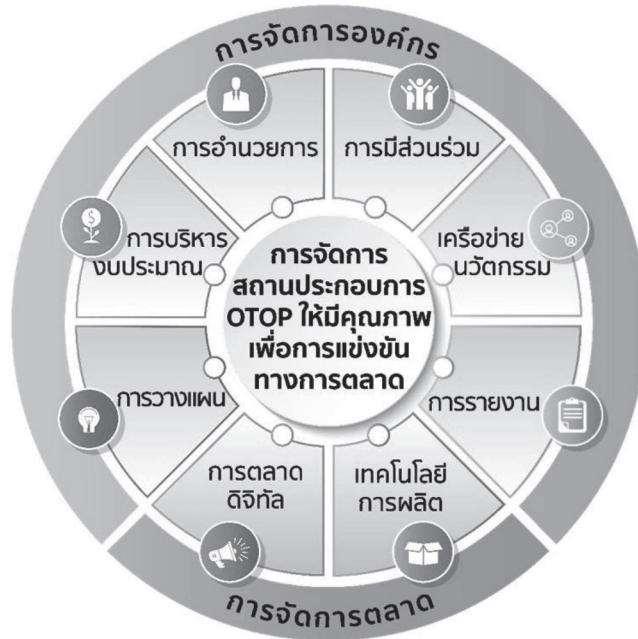 การจัดการองค์กร
การอำนวยการ
การมีส่วนร่วม
การบริหาร
งบประมาณ
เครือข่าย
นวัตกรรม
การจัดการ
สถานประกอบการ
OTOP ให้มีคุณภาพ
เพื่อการแข่งขัน
ทางการตลาด
การวางแผน
การรายงาน
การตลาด
ดิจิทัล
เทคโนโลยี
การผลิต
การจัดการตลาด